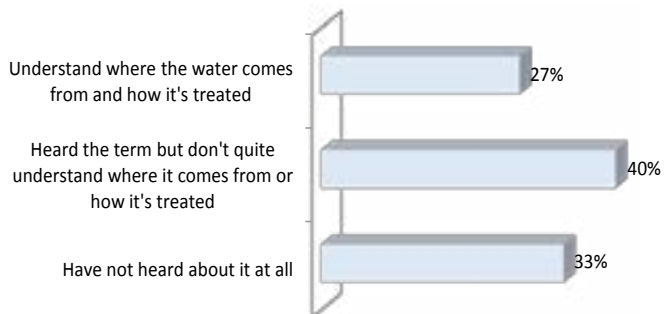 Understand where the water comes
from and how it's treated
27%
Heard the term but don't quite
understand where it comes from or
how it's treated
40%
Have not heard about it at all
33%